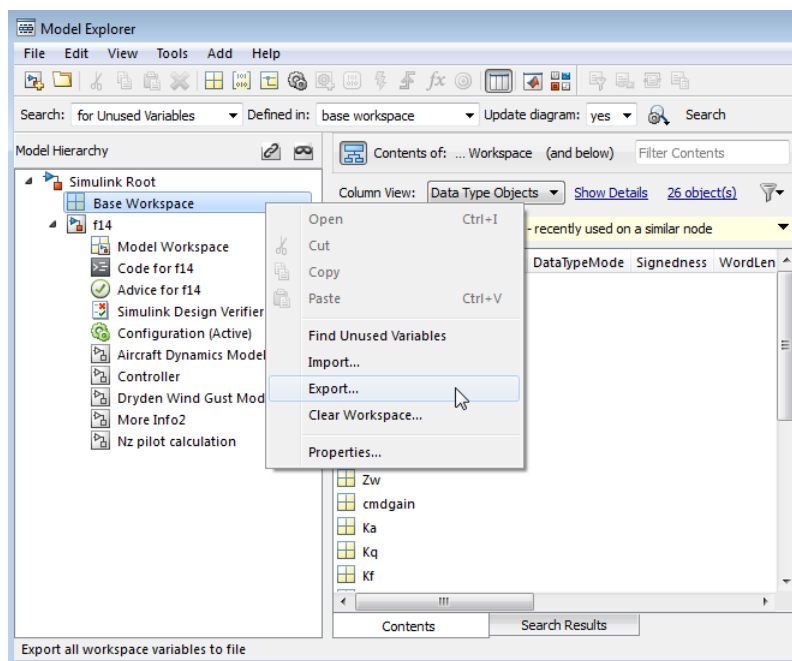 Model Explorer
File Edit View Tools Add Help
fx
Search: for Unused Variables Defined in: base workspace Update diagram: yes Search
Model Hierarchy
Contents of: ... Workspace (and below) Filter Contents
Simulink Root
Column View: Data Type Objects Show Details 26 object(s)
Base Workspace
f14
Open Ctrl+I
- recently used on a similar node
Model Workspace
Cut
Code for f14
DataTypeMode Signedness WordLen
Copy
Advice for f14
Paste Ctrl+V
Simulink Design Verifier
Configuration (Active)
Find Unused Variables
Aircraft Dynamics Model
Import...
Controller
Export...
Dryden Wind Gust Mod
Clear Workspace...
More Info2
Nz pilot calculation
Properties...
Zw
cmdgain
Ka
Kq
Kf
Contents Search Results
Export all workspace variables to file